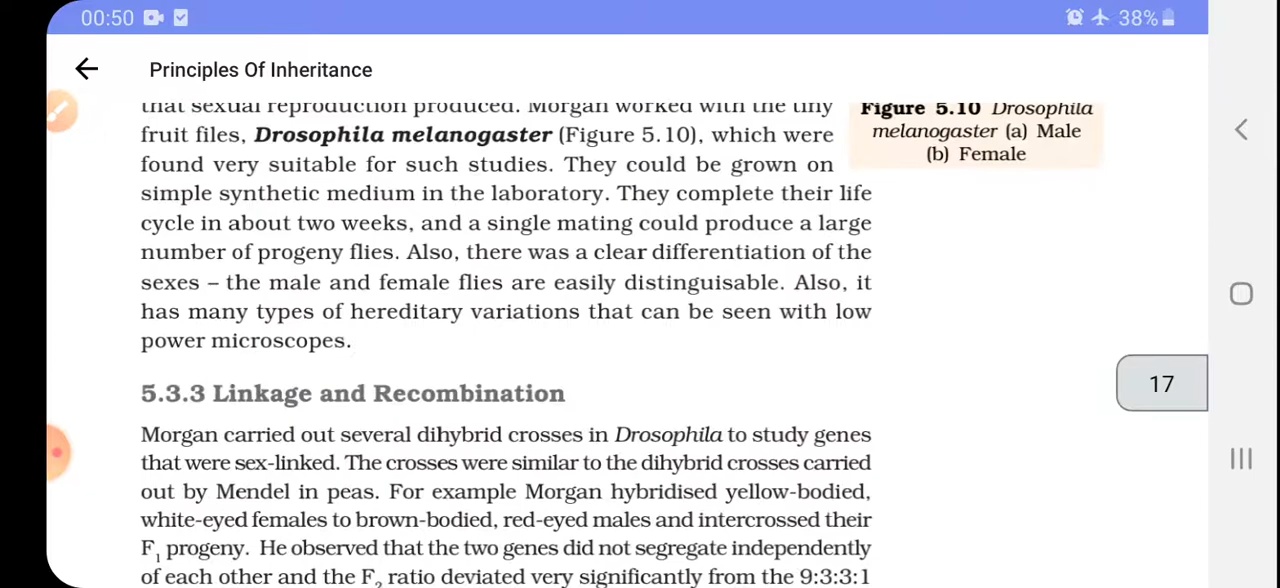 00:50
38%
Principles Of Inheritance
that sexual reproduction produced. Morgan worked with the tiny
fruit files, Drosophila melanogaster (Figure 5.10), which were
found very suitable for such studies. They could be grown on
simple synthetic medium in the laboratory. They complete their life
cycle in about two weeks, and a single mating could produce a large
number of progeny flies. Also, there was a clear differentiation of the
sexes – the male and female flies are easily distinguisable. Also, it
has many types of hereditary variations that can be seen with low
power microscopes.
Figure 5.10 Drosophila
melanogaster (a) Male
(b) Female
17
5.3.3 Linkage and Recombination
Morgan carried out several dihybrid crosses in Drosophila to study genes
that were sex-linked. The crosses were similar to the dihybrid crosses carried
out by Mendel in peas. For example Morgan hybridised yellow-bodied,
white-eyed females to brown-bodied, red-eyed males and intercrossed their
F1 progeny. He observed that the two genes did not segregate independently
of each other and the F2 ratio deviated very significantly from the 9:3:3:1